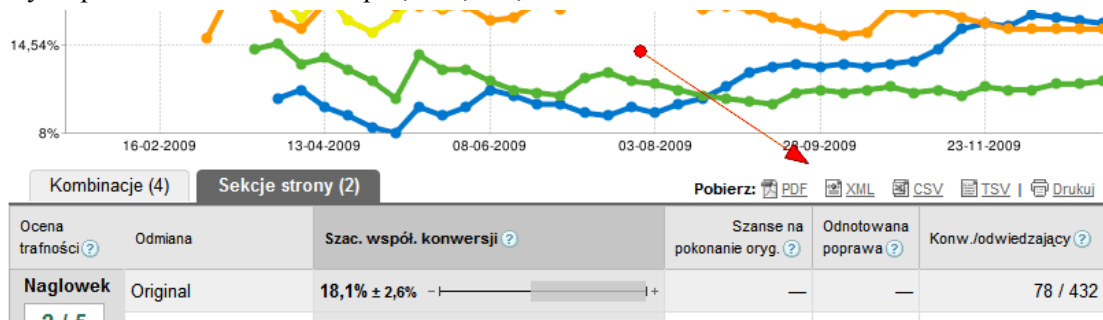 14,54%
8%
16-02-2009 13-04-2009 08-06-2009 03-08-2009 28-09-2009 23-11-2009
Kombinacje (4) Sekcje strony (2) Pobierz: PDF XML CSV TSV | Drukuj
Ocena trafności ? Odmiana Szac. współ. konwersji ? Szanse na pokonanie oryg. ? Odnotowana poprawa ? Konw./odwiedzający ?
Naglowek Original 18,1% ± 2,6% – + — — 78 / 432